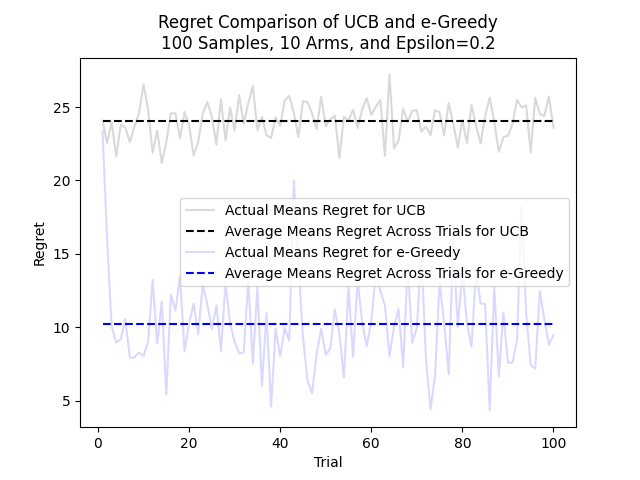 Regret Comparison of UCB and e-Greedy
100 Samples, 10 Arms, and Epsilon=0.2
25
20
15
10
5
Regret
Actual Means Regret for UCB
Average Means Regret Across Trials for UCB
Actual Means Regret for e-Greedy
Average Means Regret Across Trials for e-Greedy
0
20
40
60
80
100
Trial